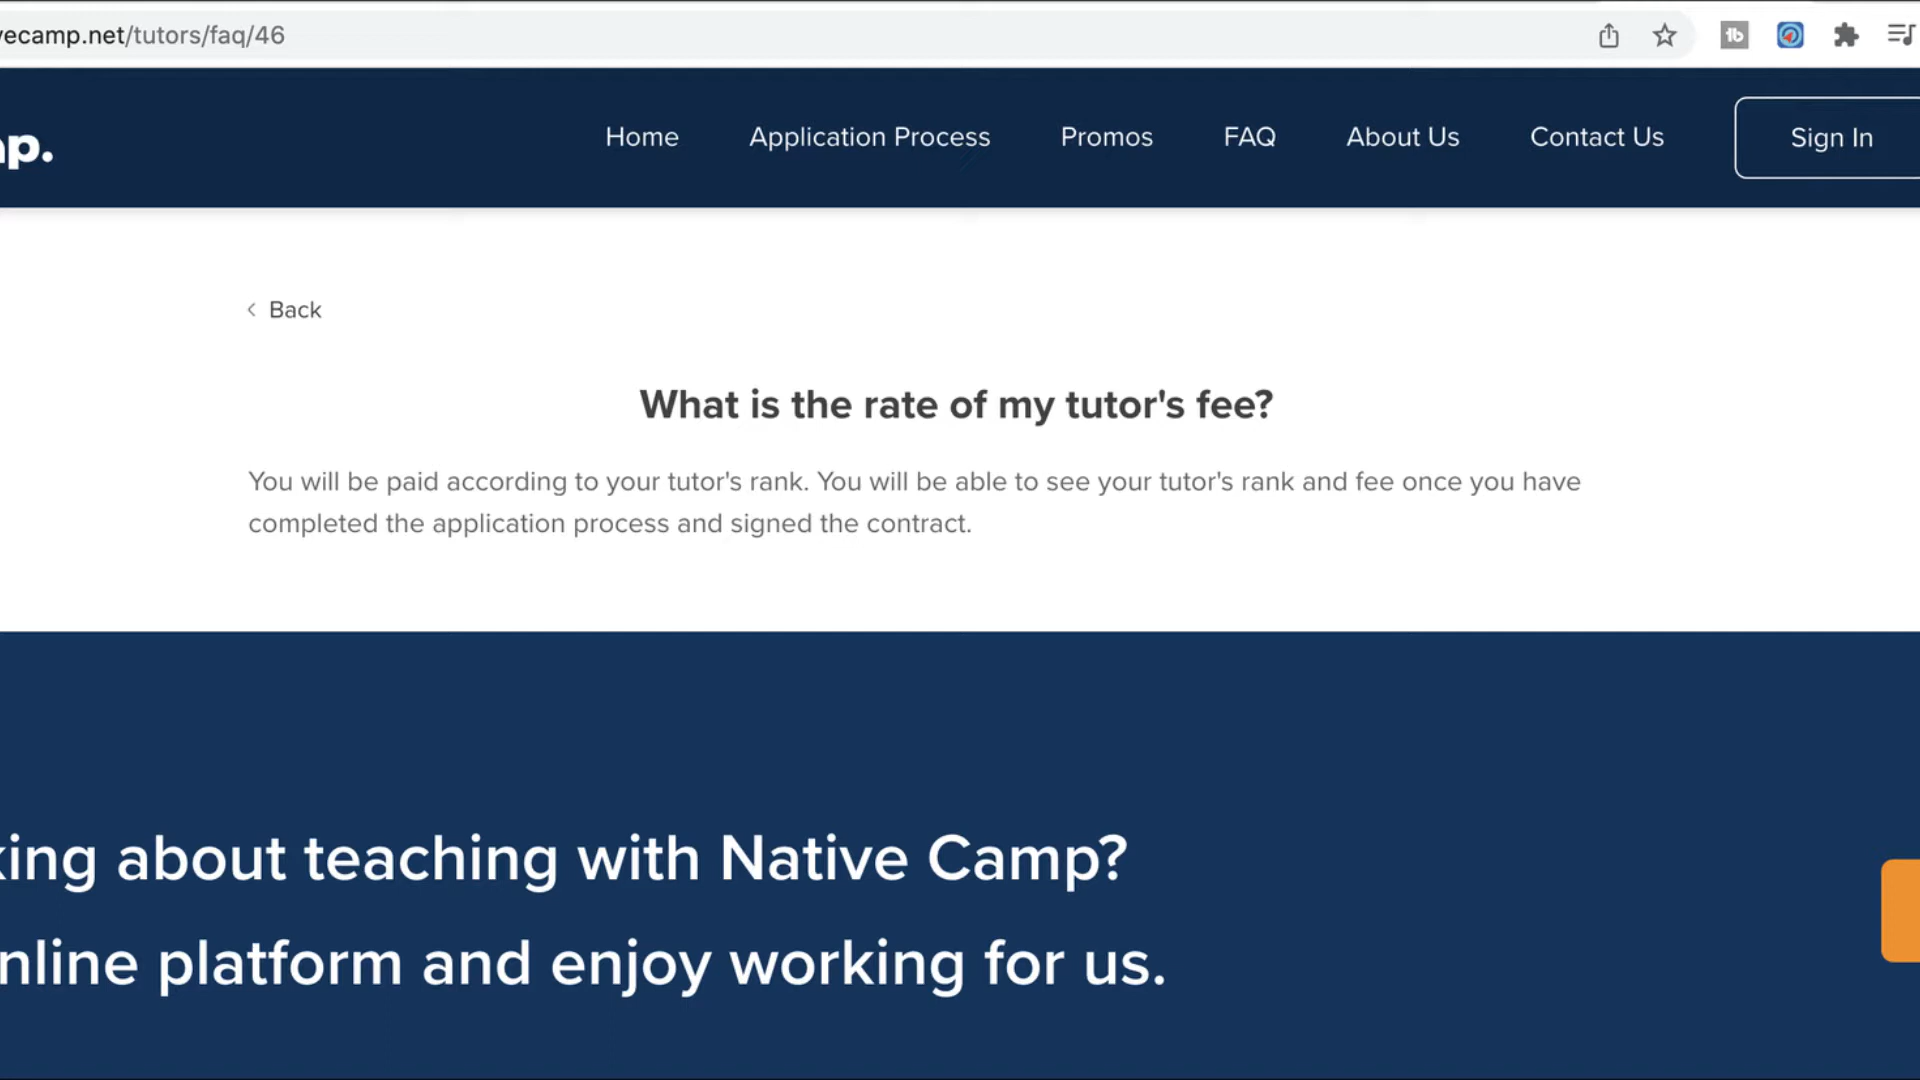 vecamp.net/tutors/faq/46
p.
Home Application Process Promos FAQ About Us Contact Us Sign In
< Back
What is the rate of my tutor's fee?
You will be paid according to your tutor's rank. You will be able to see your tutor's rank and fee once you have
completed the application process and signed the contract.
king about teaching with Native Camp?
nline platform and enjoy working for us.